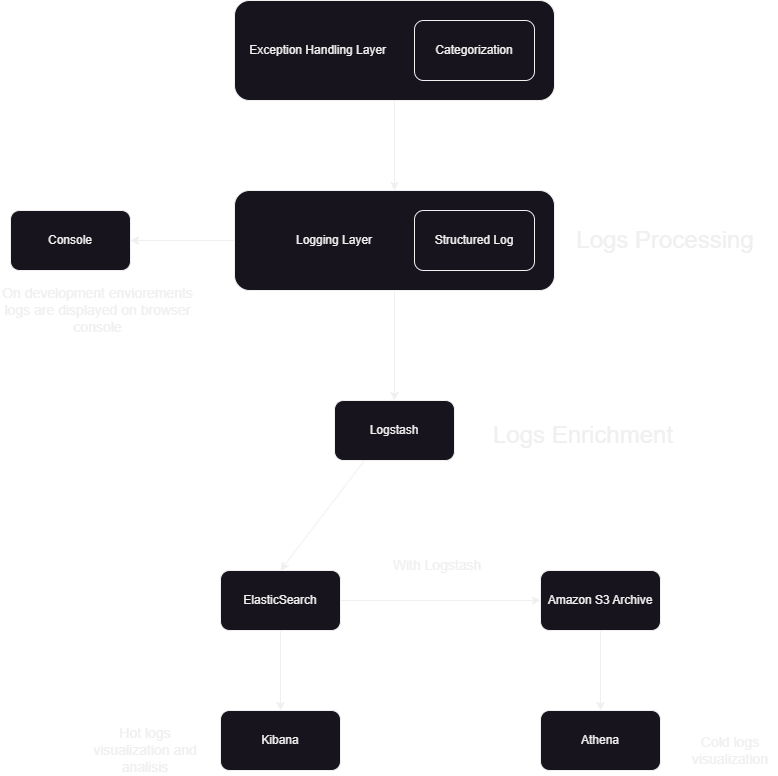 Exception Handling Layer
Categorization
Console
Logging Layer
Structured Log
Logs Processing
On development enviorements
logs are displayed on browser
console
Logstash
Logs Enrichment
With Logstash
ElasticSearch
Amazon S3 Archive
Hot logs
visualization and
analisis
Kibana
Athena
Cold logs
visualization